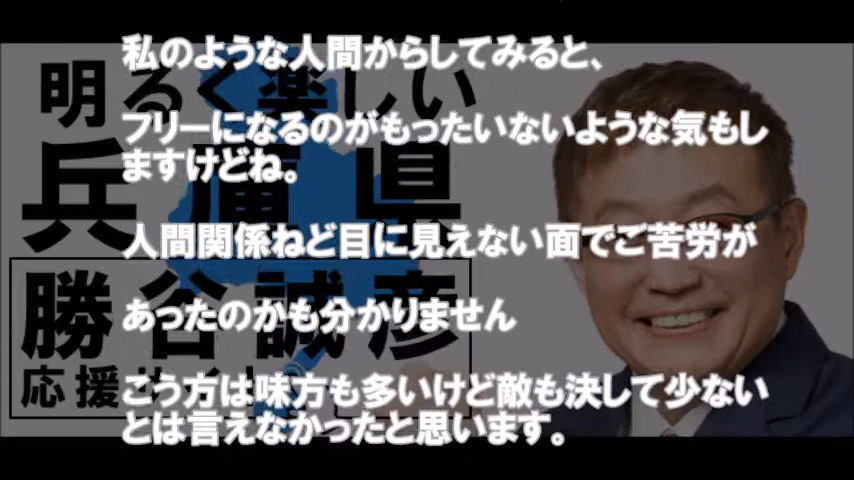 私のような人間からしてみると、
明るく楽しい
フリーになるのがもったいないような気もし
ますけどね。
兵庫県
人間関係ねど目に見えない面でご苦労が
勝谷誠彦
あったのかも分かりません
応援サイト
こう方は味方も多いけど敵も決して少ない
とは言えなかったと思います。